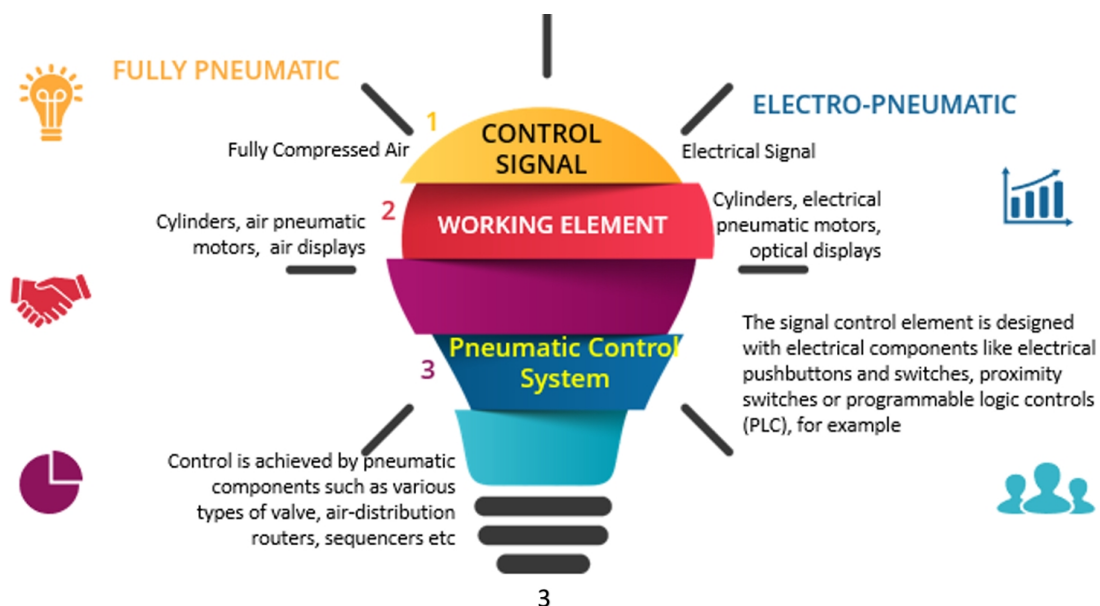 FULLY PNEUMATIC
ELECTRO-PNEUMATIC
1
CONTROL
SIGNAL
Fully Compressed Air
Electrical Signal
2
WORKING ELEMENT
Cylinders, air pneumatic
motors, air displays
Cylinders, electrical
pneumatic motors,
optical displays
3
Pneumatic Control
System
The signal control element is designed
with electrical components like electrical
pushbuttons and switches, proximity
switches or programmable logic controls
(PLC), for example
Control is achieved by pneumatic
components such as various
types of valve, air-distribution
routers, sequencers etc
3